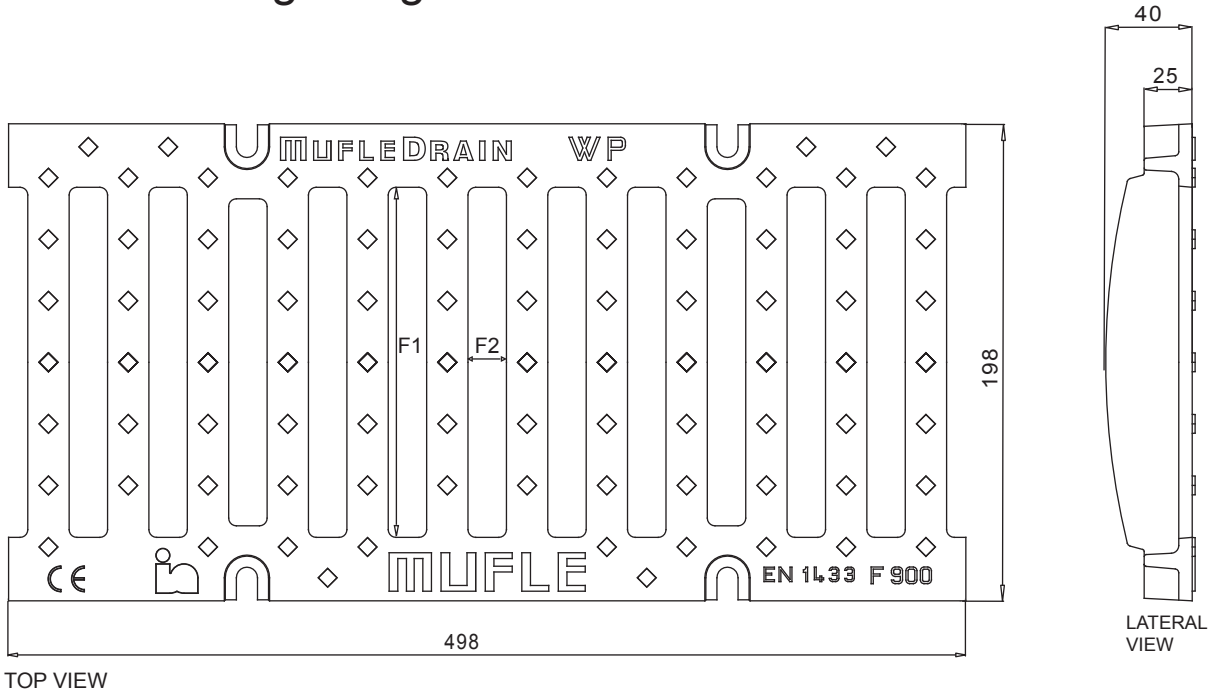 40
25
MUFLEDRAIN WP
F1 F2
198
CE
MUFLE
EN 1433 F 900
498
LATERAL
VIEW
TOP VIEW